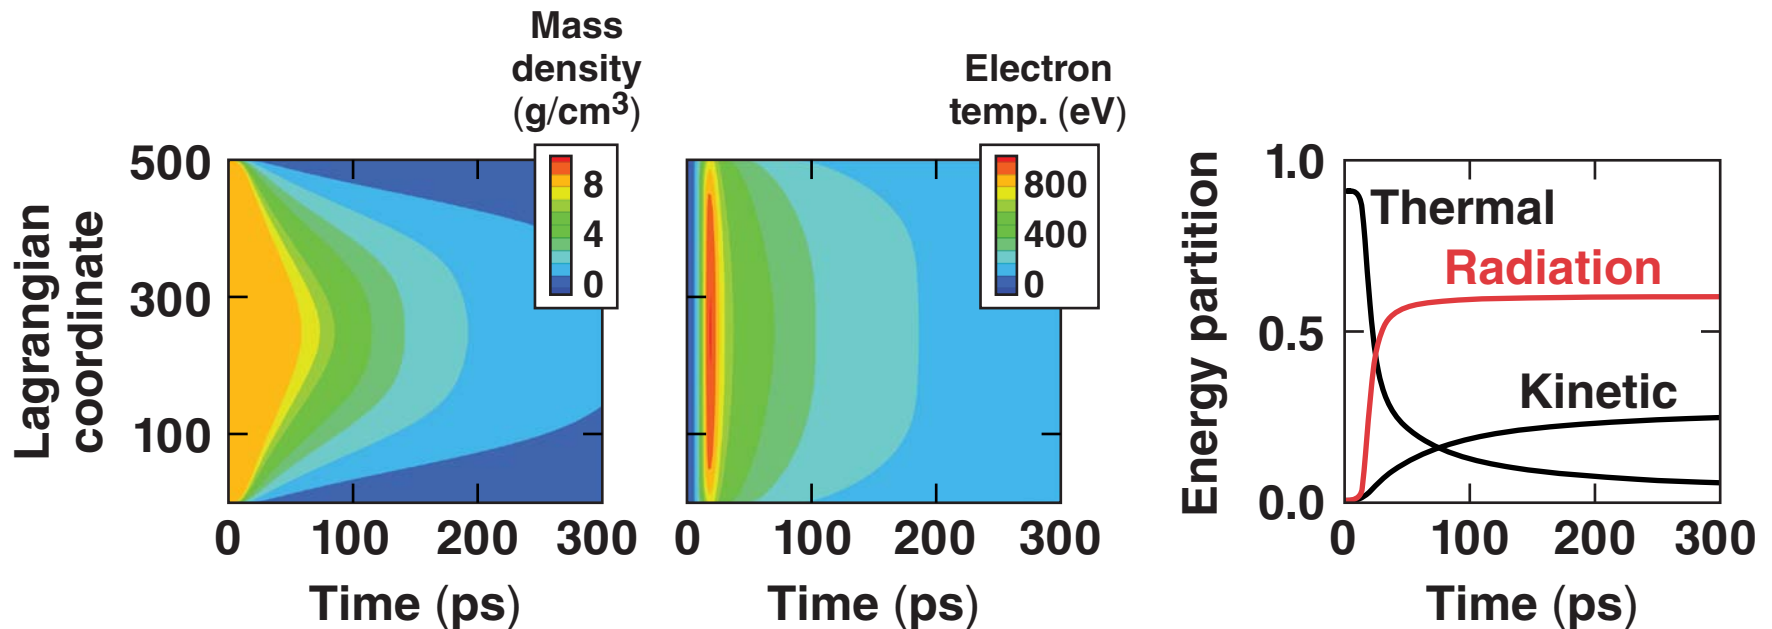 Mass
density
(g/cm3)
8
4
0
Lagrangian
coordinate
500
300
100
0 100 200 300
Time (ps)
Electron
temp. (eV)
800
400
0
0 100 200 300
Time (ps)
Energy partition
1.0
0.5
0.0
Thermal
Radiation
Kinetic
0 100 200 300
Time (ps)